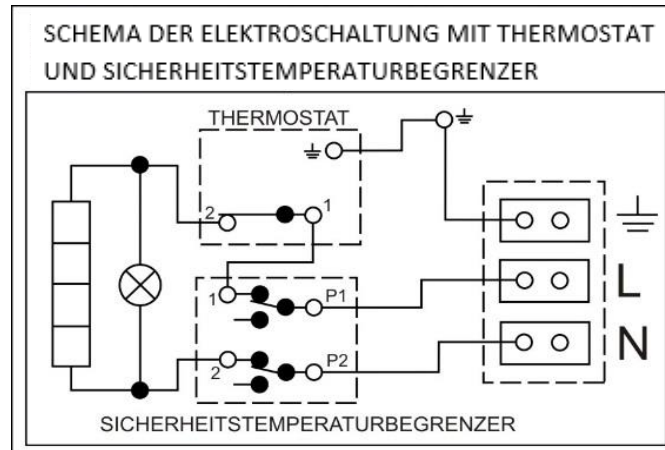 SCHEMA DER ELEKTROSCHALTUNG MIT THERMOSTAT
UND SICHERHEITSTEMPERATURBEGRENZER
THERMOSTAT
2
1
1
P1
L
2
P2
N
SICHERHEITSTEMPERATURBEGRENZER